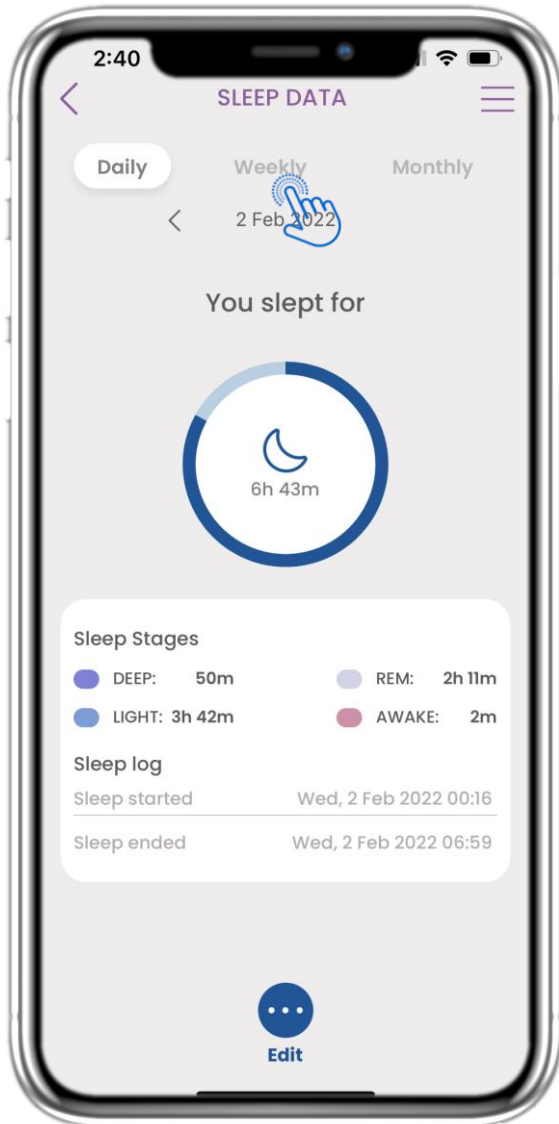 2:40
SLEEP DATA
Daily Weekly Monthly
2 Feb 2022
You slept for
6h 43m
Sleep Stages
DEEP: 50m REM: 2h 11m
LIGHT: 3h 42m AWAKE: 2m
Sleep log
Sleep started Wed, 2 Feb 2022 00:16
Sleep ended Wed, 2 Feb 2022 06:59
Edit